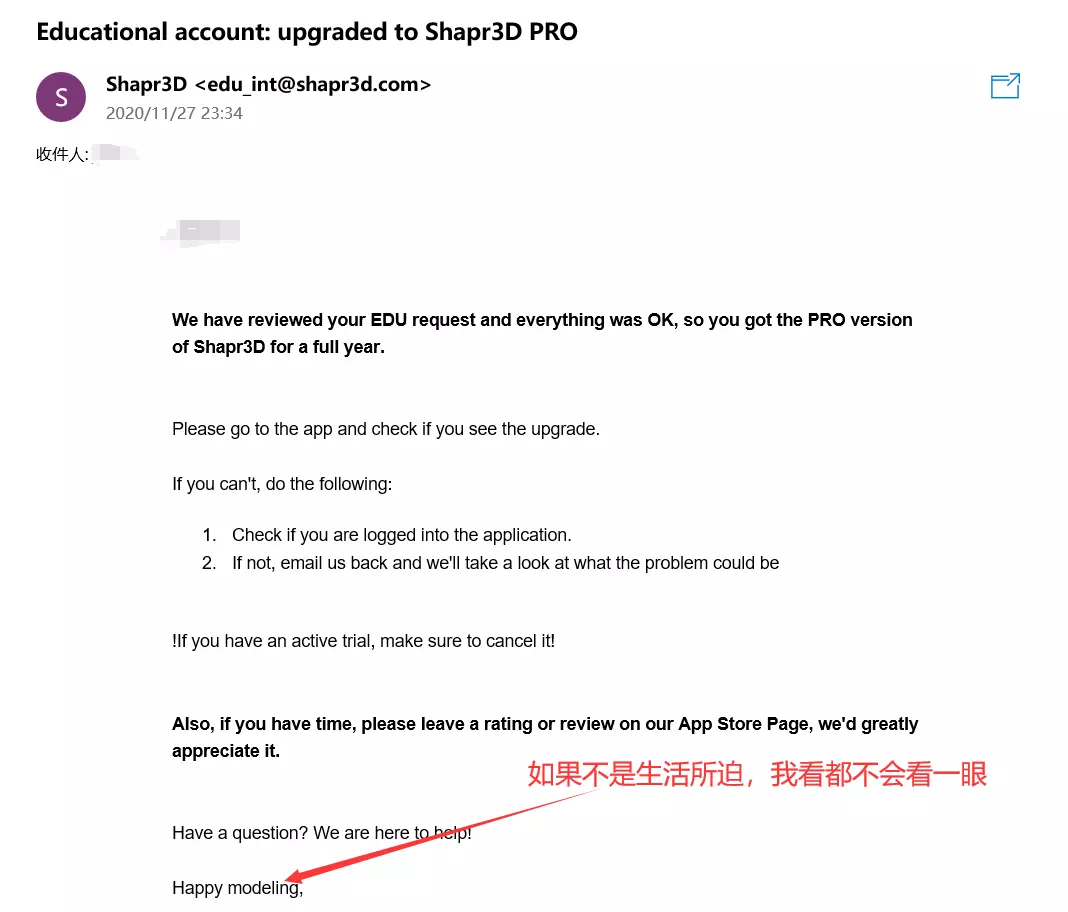 Educational account: upgraded to Shapr3D PRO
S
Shapr3D <edu_int@shapr3d.com>
2020/11/27 23:34
收件人:
We have reviewed your EDU request and everything was OK, so you got the PRO version
of Shapr3D for a full year.
Please go to the app and check if you see the upgrade.
If you can't, do the following:
1. Check if you are logged into the application.
2. If not, email us back and we'll take a look at what the problem could be
!If you have an active trial, make sure to cancel it!
Also, if you have time, please leave a rating or review on our App Store Page, we'd greatly
appreciate it.
如果不是生活所迫，我看都不会看一眼
Have a question? We are here to help!
Happy modeling,